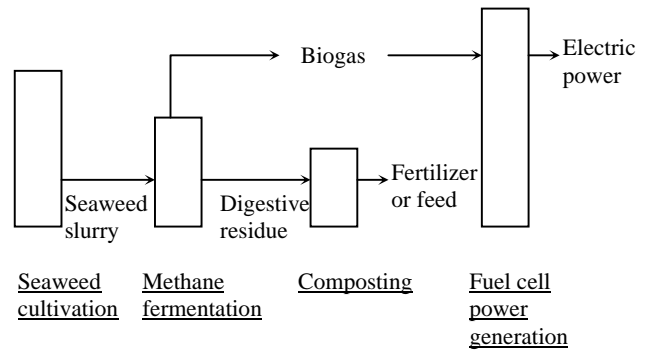 Biogas
Electric
power
Seaweed
slurry
Digestive
residue
Fertilizer
or feed
Seaweed
cultivation
Methane
fermentation
Composting
Fuel cell
power
generation